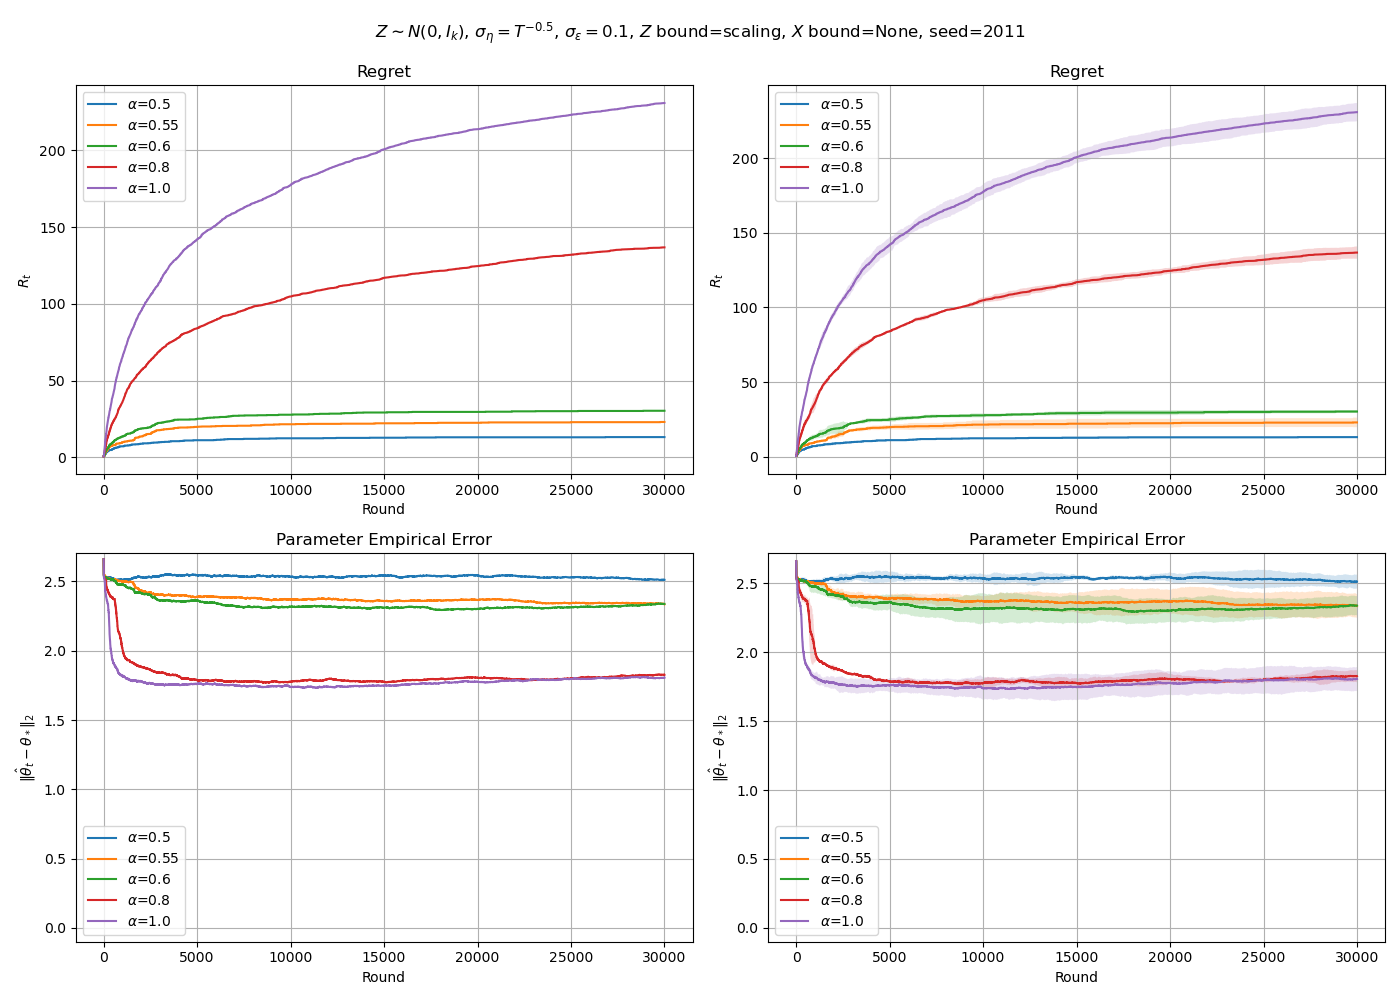 Z ~ N(0, I_k), σ_η = T^{−0.5}, σ_ε = 0.1, Z bound=scaling, X bound=None, seed=2011
Regret
α=0.5
α=0.55
α=0.6
α=0.8
α=1.0
200
150
100
50
0
R_t
0 5000 10000 15000 20000 25000 30000
Round
Regret
α=0.5
α=0.55
α=0.6
α=0.8
α=1.0
200
150
100
50
0
R_t
0 5000 10000 15000 20000 25000 30000
Round
Parameter Empirical Error
2.5
2.0
1.5
1.0
0.5
0.0
‖θ̂_t − θ_*‖_2
α=0.5
α=0.55
α=0.6
α=0.8
α=1.0
0 5000 10000 15000 20000 25000 30000
Round
Parameter Empirical Error
2.5
2.0
1.5
1.0
0.5
0.0
‖θ̂_t − θ_*‖_2
α=0.5
α=0.55
α=0.6
α=0.8
α=1.0
0 5000 10000 15000 20000 25000 30000
Round